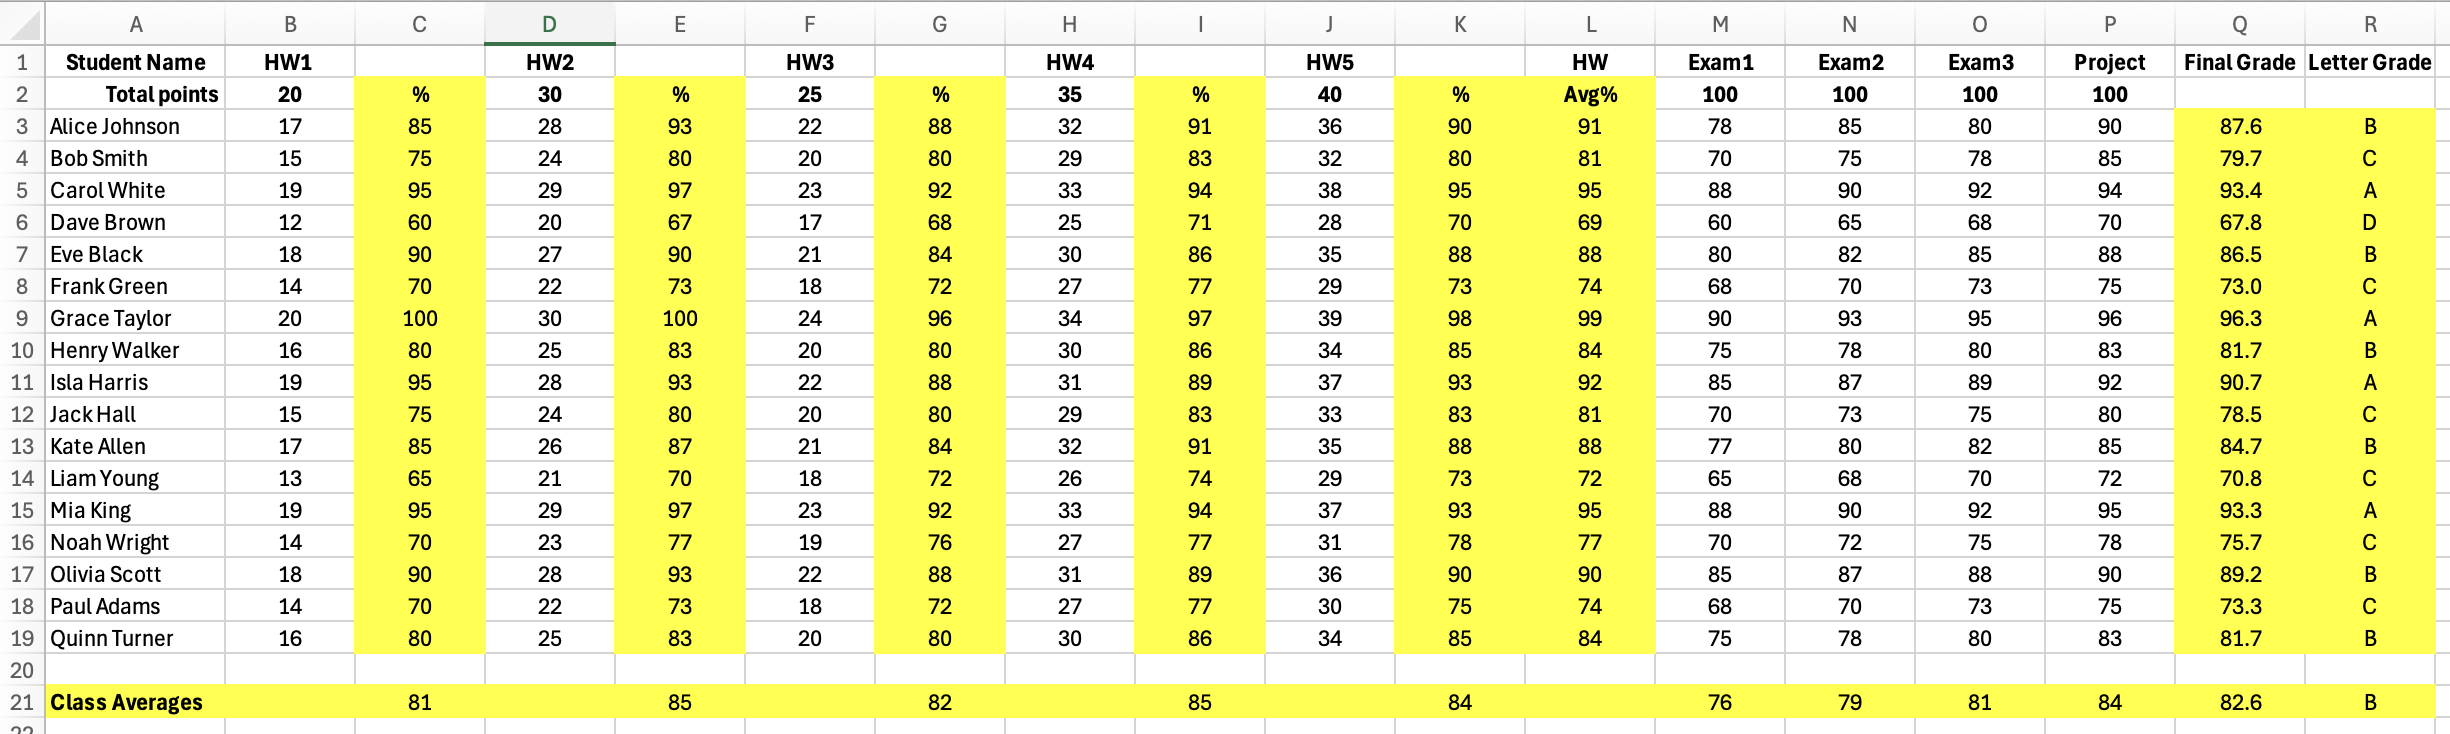 A B C D E F G H I J K L M N O P Q R
1 Student Name HW1 HW2 HW3 HW4 HW5 HW Exam1 Exam2 Exam3 Project Final Grade Letter Grade
2 Total points 20 % 30 % 25 % 35 % 40 % Avg% 100 100 100 100
3 Alice Johnson 17 85 28 93 22 88 32 91 36 90 91 78 85 80 90 87.6 B
4 Bob Smith 15 75 24 80 20 80 29 83 32 80 81 70 75 78 85 79.7 C
5 Carol White 19 95 29 97 23 92 33 94 38 95 95 88 90 92 94 93.4 A
6 Dave Brown 12 60 20 67 17 68 25 71 28 70 69 60 65 68 70 67.8 D
7 Eve Black 18 90 27 90 21 84 30 86 35 88 88 80 82 85 88 86.5 B
8 Frank Green 14 70 22 73 18 72 27 77 29 73 74 68 70 73 75 73.0 C
9 Grace Taylor 20 100 30 100 24 96 34 97 39 98 99 90 93 95 96 96.3 A
10 Henry Walker 16 80 25 83 20 80 30 86 34 85 84 75 78 80 83 81.7 B
11 Isla Harris 19 95 28 93 22 88 31 89 37 93 92 85 87 89 92 90.7 A
12 Jack Hall 15 75 24 80 20 80 29 83 33 83 81 70 73 75 80 78.5 C
13 Kate Allen 17 85 26 87 21 84 32 91 35 88 88 77 80 82 85 84.7 B
14 Liam Young 13 65 21 70 18 72 26 74 29 73 72 65 68 70 72 70.8 C
15 Mia King 19 95 29 97 23 92 33 94 37 93 95 88 90 92 95 93.3 A
16 Noah Wright 14 70 23 77 19 76 27 77 31 78 77 70 72 75 78 75.7 C
17 Olivia Scott 18 90 28 93 22 88 31 89 36 90 90 85 87 88 90 89.2 B
18 Paul Adams 14 70 22 73 18 72 27 77 30 75 74 68 70 73 75 73.3 C
19 Quinn Turner 16 80 25 83 20 80 30 86 34 85 84 75 78 80 83 81.7 B
20
21 Class Averages 81 85 82 85 84 76 79 81 84 82.6 B
22